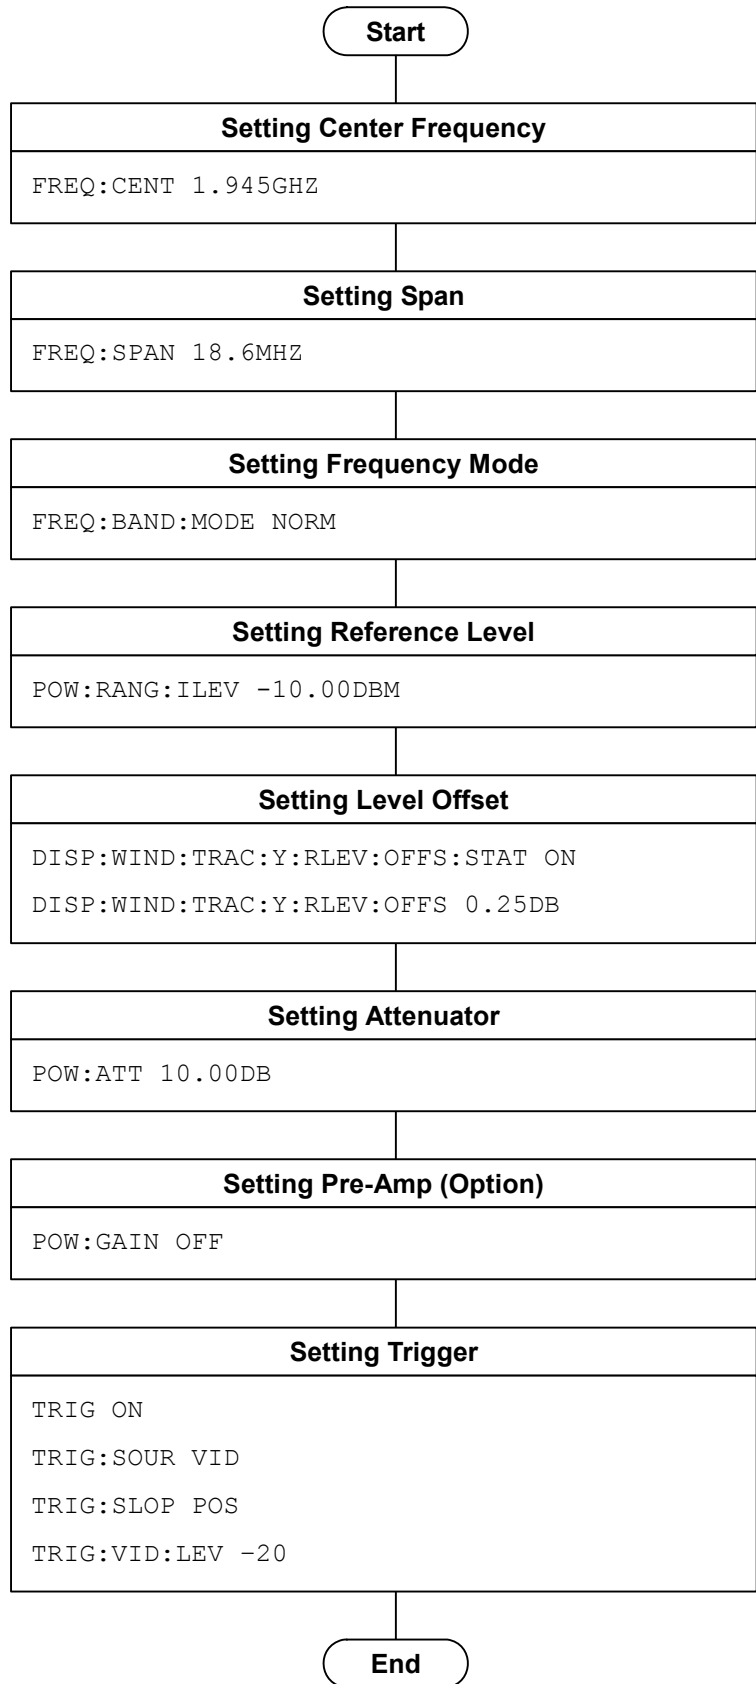 Start
Setting Center Frequency
FREQ:CENT 1.945GHZ
Setting Span
FREQ:SPAN 18.6MHZ
Setting Frequency Mode
FREQ:BAND:MODE NORM
Setting Reference Level
POW:RANG:ILEV -10.00DBM
Setting Level Offset
DISP:WIND:TRAC:Y:RLEV:OFFS:STAT ON
DISP:WIND:TRAC:Y:RLEV:OFFS 0.25DB
Setting Attenuator
POW:ATT 10.00DB
Setting Pre-Amp (Option)
POW:GAIN OFF
Setting Trigger
TRIG ON
TRIG:SOUR VID
TRIG:SLOP POS
TRIG:VID:LEV –20
End